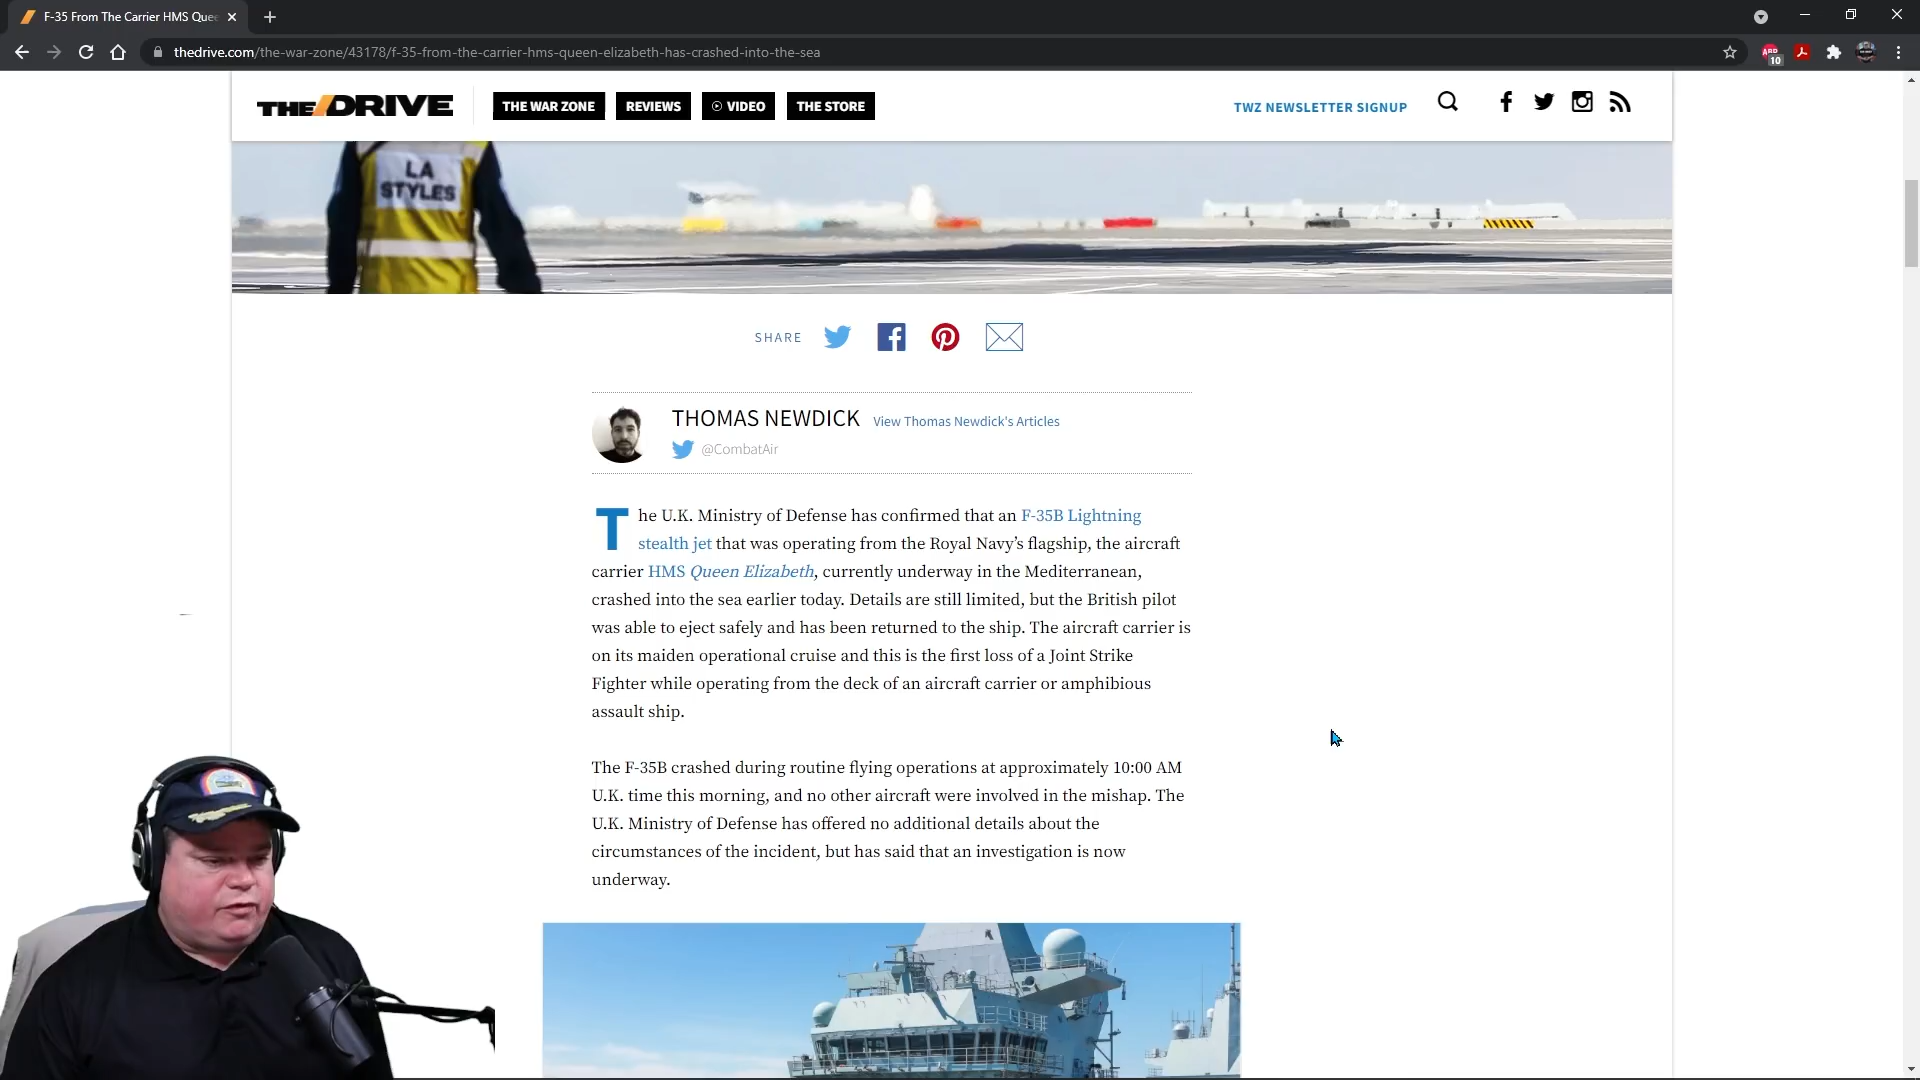 F-35 From The Carrier HMS Quee
thedrive.com/the-war-zone/43178/f-35-from-the-carrier-hms-queen-elizabeth-has-crashed-into-the-sea
ABP
10
THE DRIVE
THE WAR ZONE
REVIEWS
VIDEO
THE STORE
TWZ NEWSLETTER SIGNUP
LA
STYLES
SHARE
THOMAS NEWDICK View Thomas Newdick's Articles
@CombatAir
The U.K. Ministry of Defense has confirmed that an F-35B Lightning
stealth jet that was operating from the Royal Navy’s flagship, the aircraft
carrier HMS Queen Elizabeth, currently underway in the Mediterranean,
crashed into the sea earlier today. Details are still limited, but the British pilot
was able to eject safely and has been returned to the ship. The aircraft carrier is
on its maiden operational cruise and this is the first loss of a Joint Strike
Fighter while operating from the deck of an aircraft carrier or amphibious
assault ship.
The F-35B crashed during routine flying operations at approximately 10:00 AM
U.K. time this morning, and no other aircraft were involved in the mishap. The
U.K. Ministry of Defense has offered no additional details about the
circumstances of the incident, but has said that an investigation is now
underway.